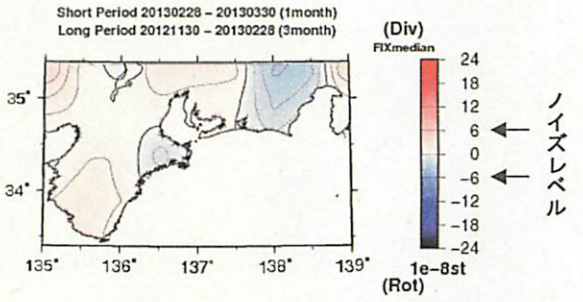 Short Period 20130228 – 20130330 (1month)
Long Period 20121130 – 20130228 (3month)
(Div)
FIXmedian
24
18
12
6
0
−6
−12
−18
−24
1e−8st
(Rot)
ノイズレベル
35°
34°
135°
136°
137°
138°
139°